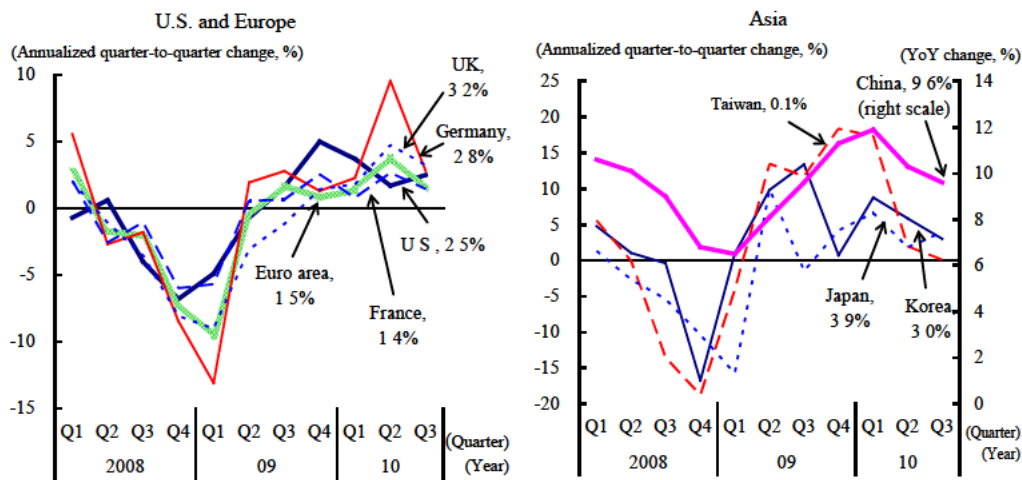 U.S. and Europe
(Annualized quarter-to-quarter change, %)
10
5
0
-5
-10
-15
UK,
3 2%
Germany,
2 8%
U S , 2 5%
Euro area,
1 5%
France,
1 4%
Q1 Q2 Q3 Q4 Q1 Q2 Q3 Q4 Q1 Q2 Q3
(Quarter)
2008 09 10
(Year)
Asia
(Annualized quarter-to-quarter change, %)
(YoY change, %)
25
20
15
10
5
0
-5
-10
-15
-20
14
12
10
8
6
4
2
0
Taiwan, 0.1%
China, 9 6%
(right scale)
Japan,
3 9%
Korea,
3 0%
Q1 Q2 Q3 Q4 Q1 Q2 Q3 Q4 Q1 Q2 Q3
(Quarter)
2008 09 10
(Year)